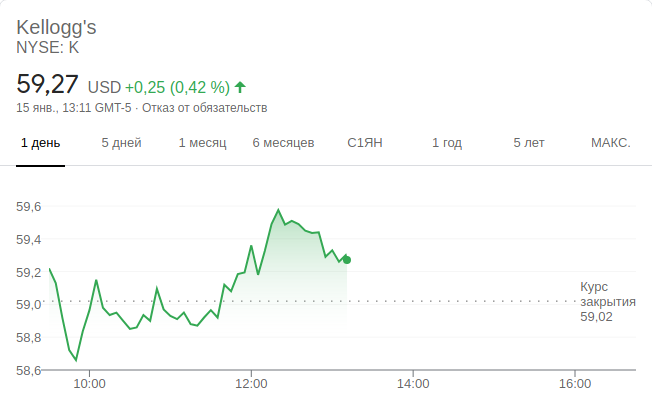 Kellogg's
NYSE: K
59,27 USD +0,25 (0,42 %)
15 янв., 13:11 GMT-5 · Отказ от обязательств
1 день 5 дней 1 месяц 6 месяцев С1ЯН 1 год 5 лет МАКС.
59,6
59,4
59,2
59,0
58,8
58,6
Курс
закрытия
59,02
10:00 12:00 14:00 16:00